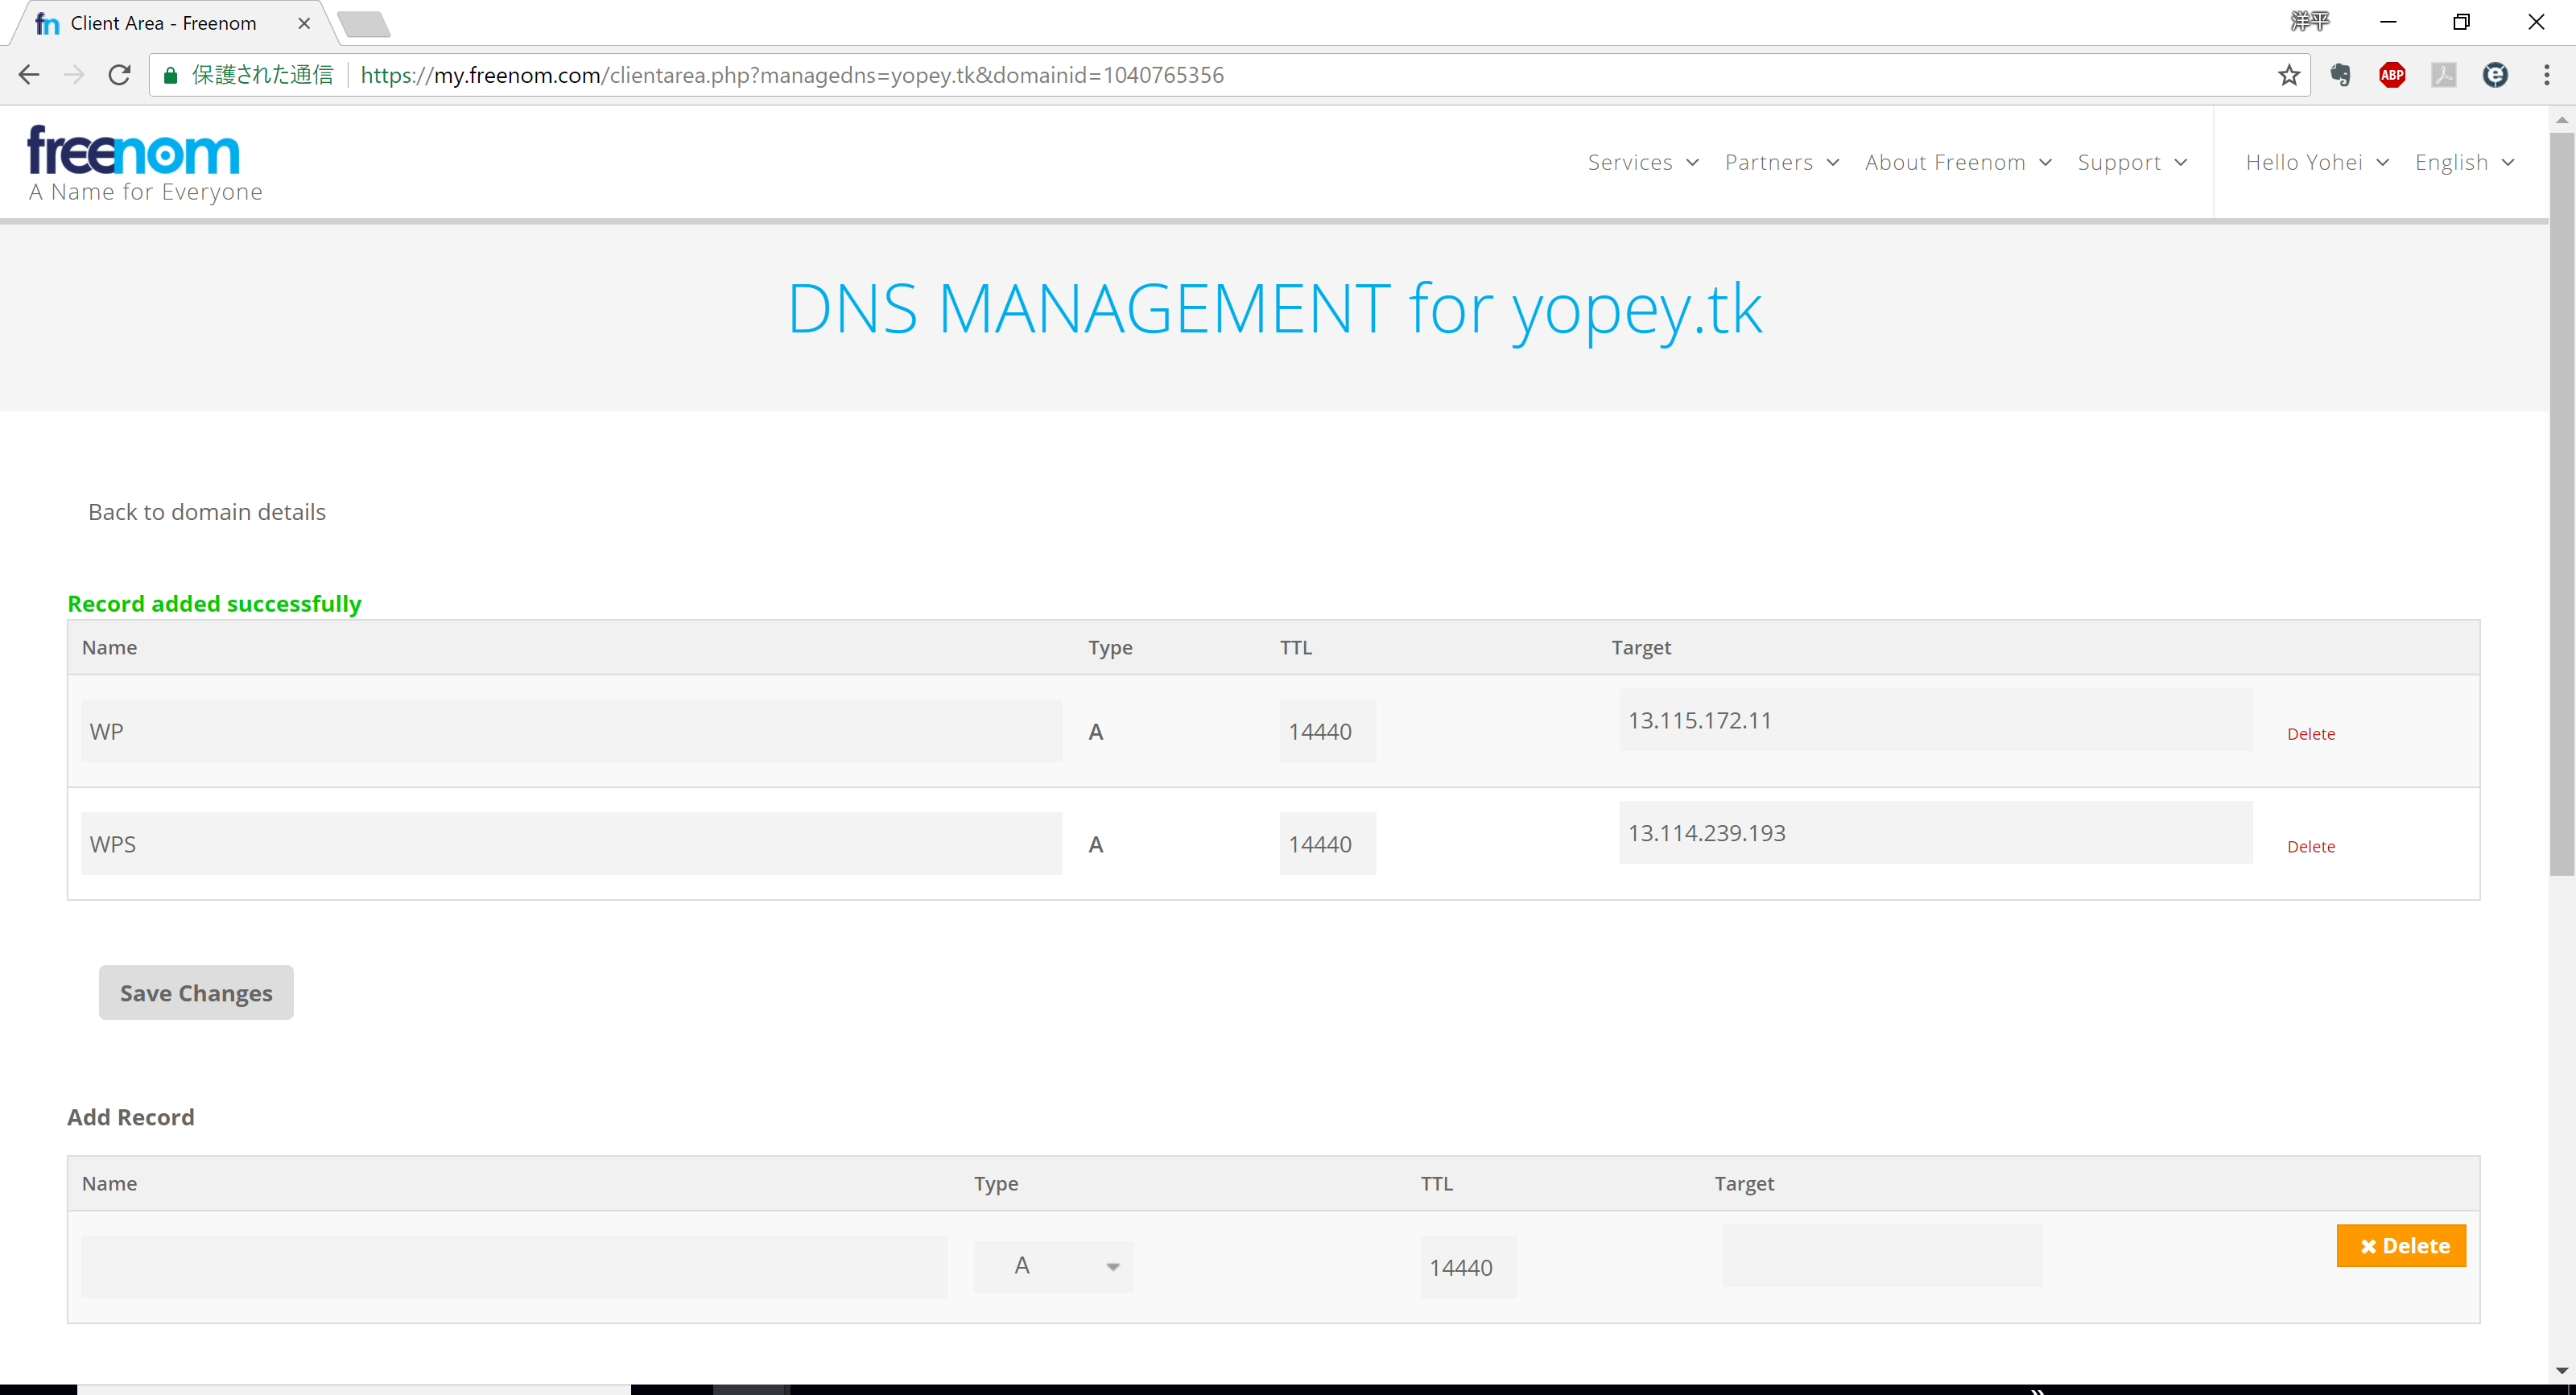 fn Client Area - Freenom
洋平
保護された通信 https://my.freenom.com/clientarea.php?managedns=yopey.tk&domainid=1040765356
ABP
freenom
A Name for Everyone
Services Partners About Freenom Support Hello Yohei English
DNS MANAGEMENT for yopey.tk
Back to domain details
Record added successfully
Name Type TTL Target
WP A 14440 13.115.172.11 Delete
WPS A 14440 13.114.239.193 Delete
Save Changes
Add Record
Name Type TTL Target
A 14440 Delete